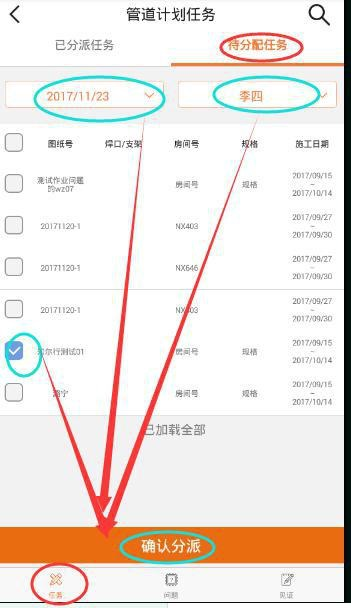 管道计划任务
已分派任务 待分配任务
2017/11/23 李四
图纸号 焊口/支架 房间号 规格 施工日期
测试作业问题的wz07 房间号 规格 2017/09/15 ~ 2017/10/14
20171120-1 NX403 2017/09/27 ~ 2017/09/30
20171120-1 NX646 2017/09/27 ~ 2017/09/30
20171120-1 2017/09/27 ~ 2017/09/30
尔行测试01 房间号 规格 2017/09/15 ~ 2017/10/14
房间号 规格 2017/09/15 ~ 2017/10/14
已加载全部
确认分派
任务 问题 见证